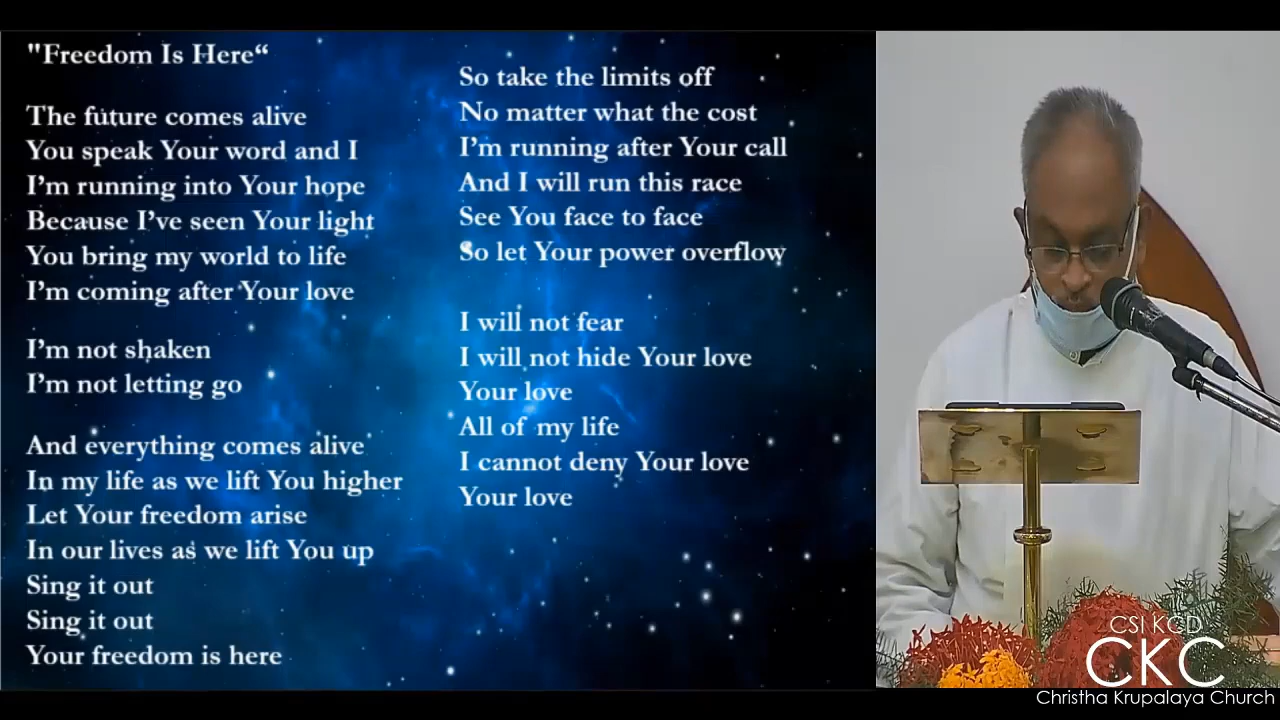 "Freedom Is Here“
The future comes alive
You speak Your word and I
I’m running into Your hope
Because I’ve seen Your light
You bring my world to life
I’m coming after Your love
I’m not shaken
I’m not letting go
And everything comes alive
In my life as we lift You higher
Let Your freedom arise
In our lives as we lift You up
Sing it out
Sing it out
Your freedom is here
So take the limits off
No matter what the cost
I’m running after Your call
And I will run this race
See You face to face
So let Your power overflow
I will not fear
I will not hide Your love
Your love
All of my life
I cannot deny Your love
Your love
CSI KCD
CKC
Christha Krupalaya Church